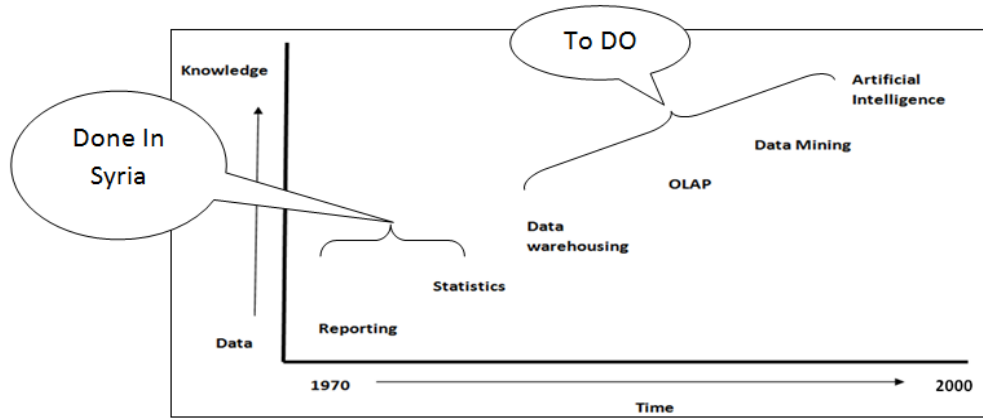 To DO
Knowledge
Artificial
Intelligence
Done In
Syria
Data Mining
OLAP
Data
warehousing
Statistics
Reporting
Data
1970
2000
Time